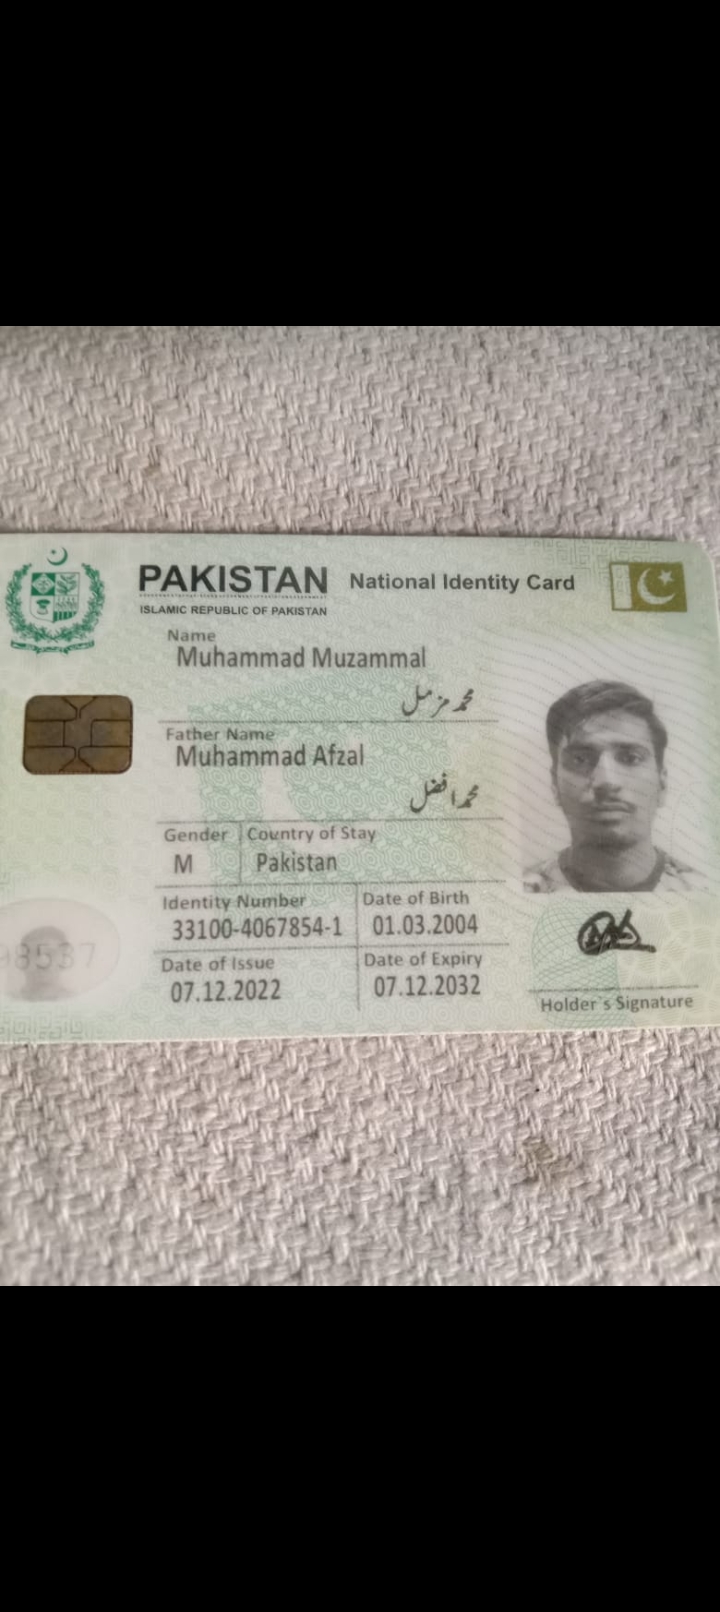 PAKISTAN National Identity Card
ISLAMIC REPUBLIC OF PAKISTAN
Name
Muhammad Muzammal
محمد مزمل
Father Name
Muhammad Afzal
محمد افضل
Gender Country of Stay
M Pakistan
Identity Number Date of Birth
33100-4067854-1 01.03.2004
Date of Issue Date of Expiry
07.12.2022 07.12.2032
Holder's Signature